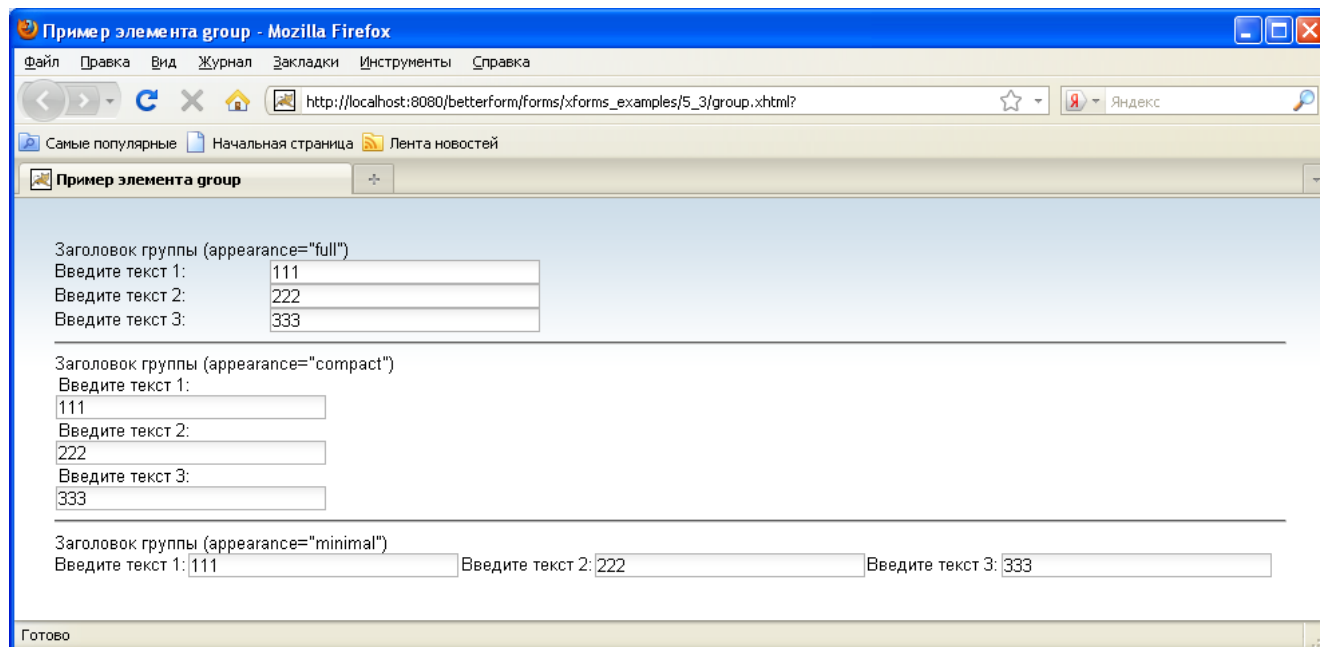 Пример элемента group - Mozilla Firefox
Файл Правка Вид Журнал Закладки Инструменты Справка
http://localhost:8080/betterform/forms/xforms_examples/5_3/group.xhtml? Я Яндекс
Самые популярные Начальная страница Лента новостей
Пример элемента group
Заголовок группы (appearance="full")
Введите текст 1: 111
Введите текст 2: 222
Введите текст 3: 333
Заголовок группы (appearance="compact")
Введите текст 1:
111
Введите текст 2:
222
Введите текст 3:
333
Заголовок группы (appearance="minimal")
Введите текст 1: 111 Введите текст 2: 222 Введите текст 3: 333
Готово